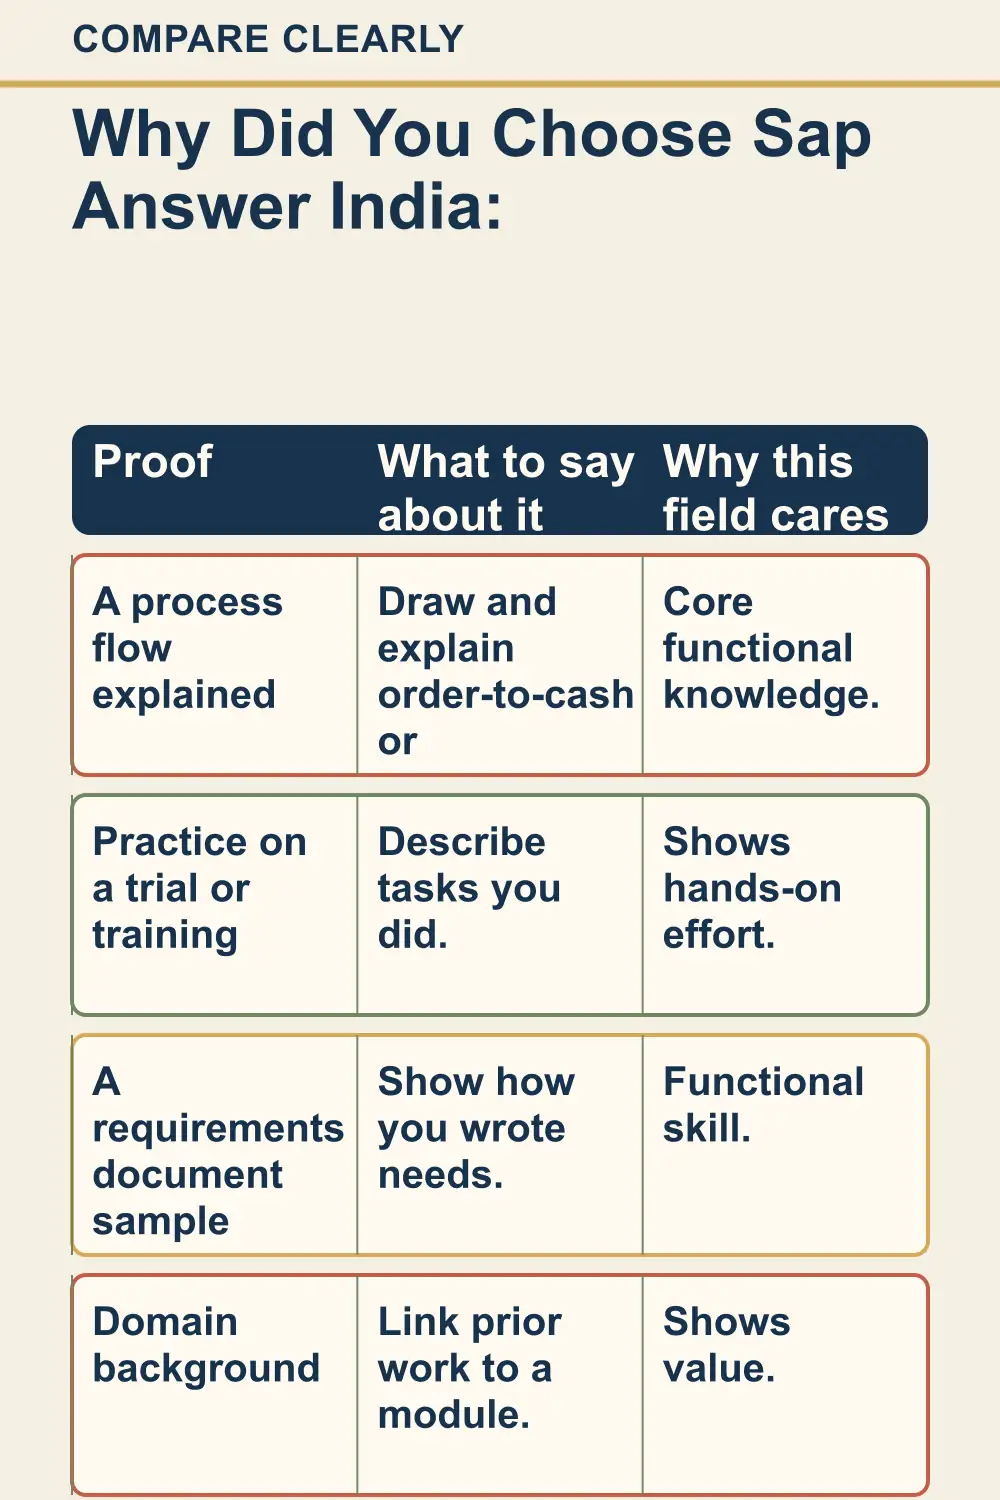 COMPARE CLEARLY
Why Did You Choose Sap
Answer India:
Proof
What to say
about it
Why this
field cares
A process
flow
explained
Draw and
explain
order-to-cash
or
Core
functional
knowledge.
Practice on
a trial or
training
Describe
tasks you
did.
Shows
hands-on
effort.
A
requirements
document
sample
Show how
you wrote
needs.
Functional
skill.
Domain
background
Link prior
work to a
module.
Shows
value.